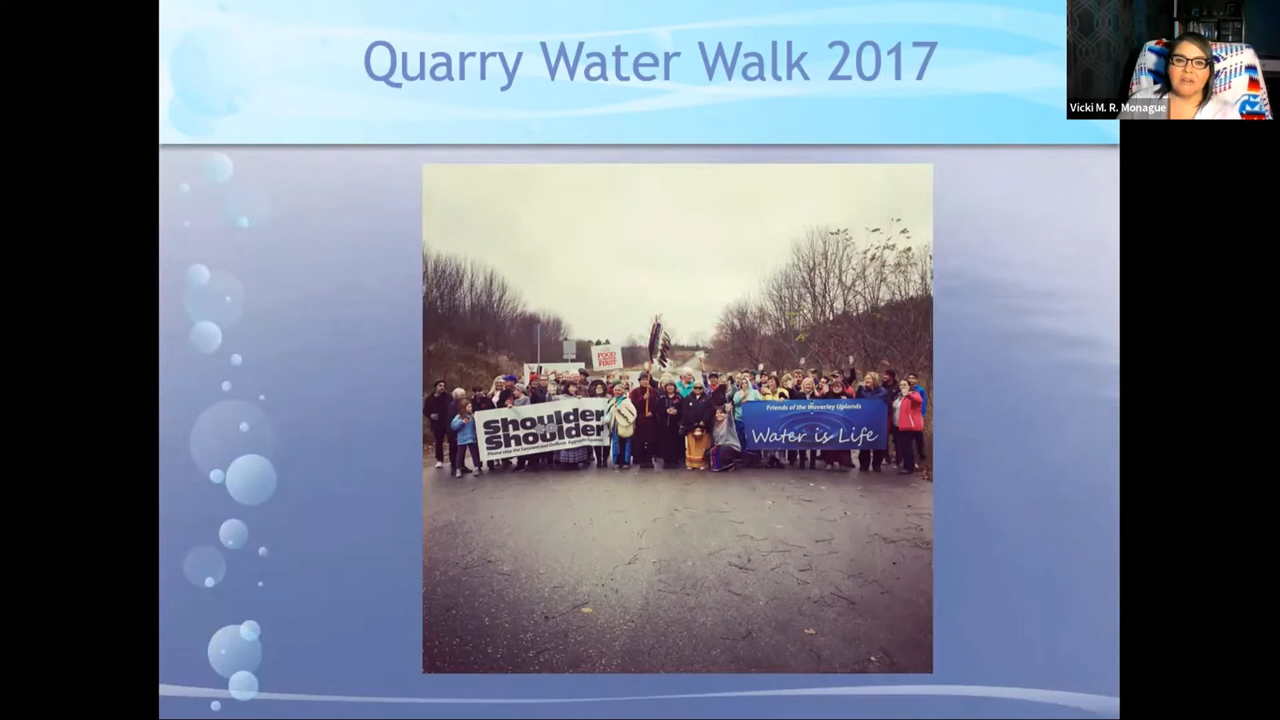 Quarry Water Walk 2017
Vicki M. R. Monague
FOOD
Shoulder
to
Shoulder
Friends of the Waverley Uplands
Water is Life